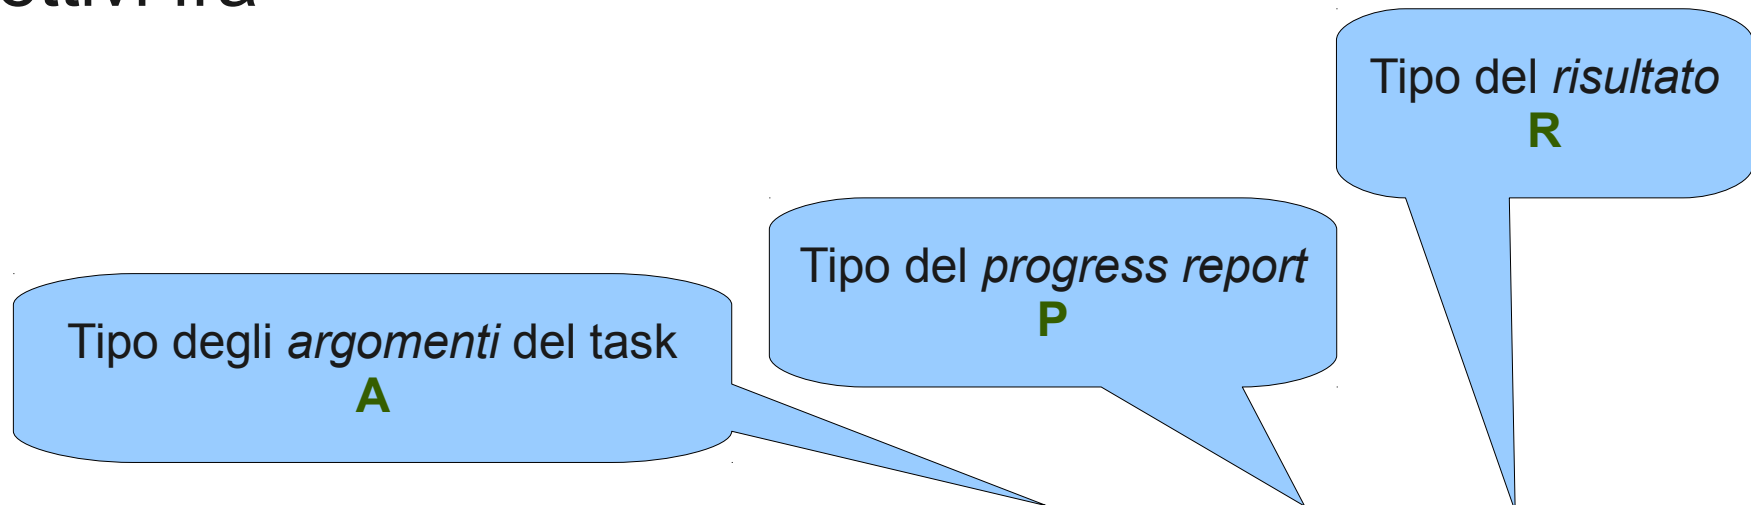 Tipo del risultato
R
Tipo del progress report
P
Tipo degli argomenti del task
A